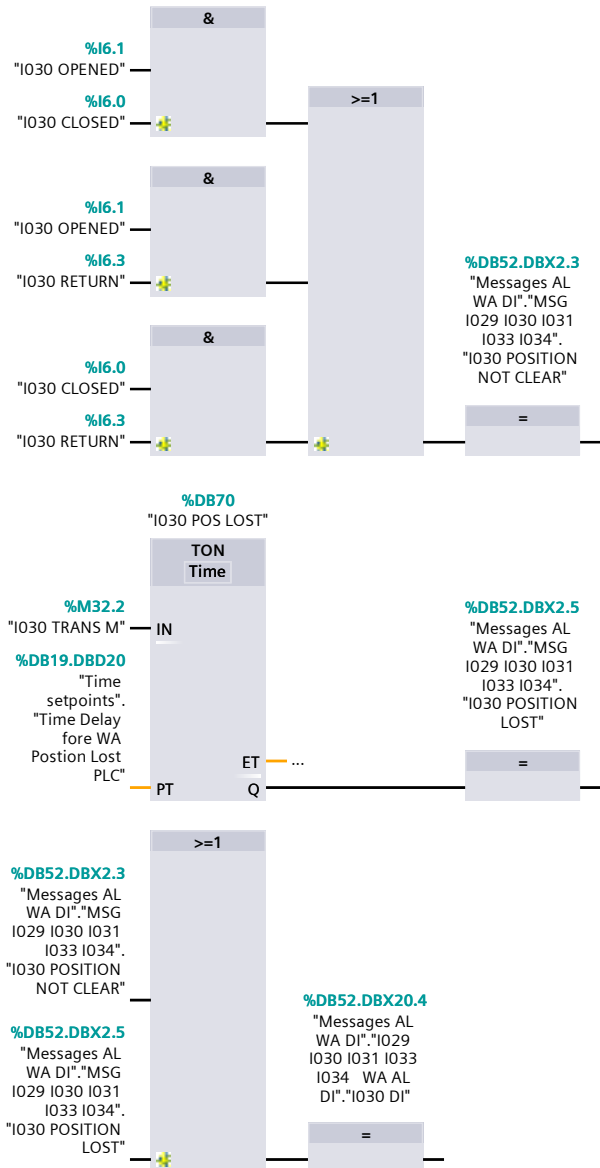 &
%I6.1
"I030 OPENED"
%I6.0
"I030 CLOSED"
>=1
&
%I6.1
"I030 OPENED"
%I6.3
"I030 RETURN"
&
%I6.0
"I030 CLOSED"
%I6.3
"I030 RETURN"
%DB52.DBX2.3
"Messages AL
WA DI"."MSG
I029 I030 I031
I033 I034".
"I030 POSITION
NOT CLEAR"
=
%DB70
"I030 POS LOST"
TON
Time
%M32.2
"I030 TRANS M"
IN
%DB19.DBD20
"Time
setpoints".
"Time Delay
fore WA
Postion Lost
PLC"
PT
ET
...
Q
%DB52.DBX2.5
"Messages AL
WA DI"."MSG
I029 I030 I031
I033 I034".
"I030 POSITION
LOST"
=
>=1
%DB52.DBX2.3
"Messages AL
WA DI"."MSG
I029 I030 I031
I033 I034".
"I030 POSITION
NOT CLEAR"
%DB52.DBX2.5
"Messages AL
WA DI"."MSG
I029 I030 I031
I033 I034".
"I030 POSITION
LOST"
%DB52.DBX20.4
"Messages AL
WA DI"."I029
I030 I031 I033
I034   WA AL
DI"."I030 DI"
=